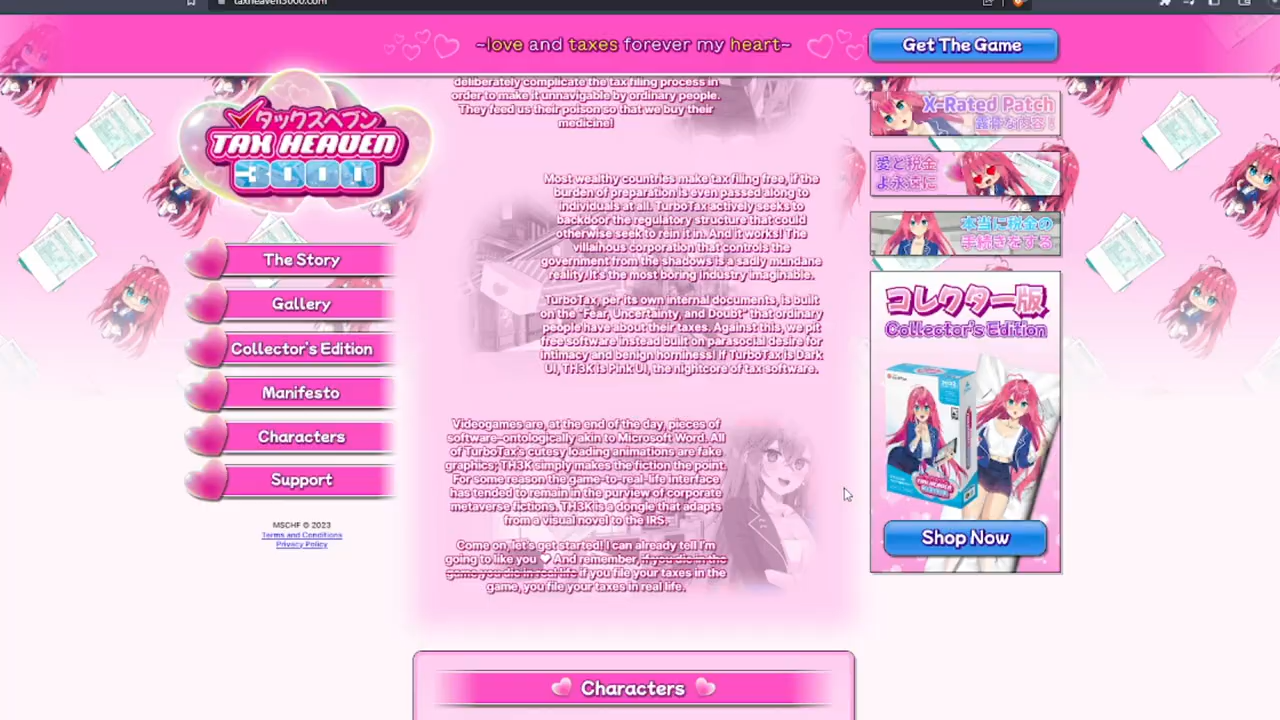 taxheaven3000.com
~love and taxes forever my heart~
Get The Game
タックスヘブン
TAX HEAVEN
3000
The Story
Gallery
Collector's Edition
Manifesto
Characters
Support
MSCHF © 2023
Terms and Conditions
Privacy Policy
deliberately complicate the tax filing process in
order to make it unnavigable by ordinary people.
They feed us their poison so that we buy their
medicine!
Most wealthy countries make tax filing free, if the
burden of preparation is even passed along to
individuals at all. TurboTax actively seeks to
backdoor the regulatory structure that could
otherwise seek to rein it in. And it works! The
villainous corporation that controls the
government from the shadows is a sadly mundane
reality. It's the most boring industry imaginable.
TurboTax, per its own internal documents, is built
on the "Fear, Uncertainty, and Doubt" that ordinary
people have about their taxes. Against this, we pit
free software instead built on parasocial desire for
intimacy and benign horniness! If TurboTax is Dark
UI, TH3K is Pink UI, the nightcore of tax software.
Videogames are, at the end of the day, pieces of
software–ontologically akin to Microsoft Word. All
of TurboTax's cutesy loading animations are fake
graphics; TH3K simply makes the fiction the point.
For some reason the game-to-real-life interface
has tended to remain in the purview of corporate
metaverse fictions. TH3K is a dongle that adapts
from a visual novel to the IRS.
Come on, let's get started! I can already tell I'm
going to like you ♥ And remember, if you die in the
game you die in real life if you file your taxes in the
game, you file your taxes in real life.
Characters
X-Rated Patch
露骨な内容！
愛と税金
よ永遠に
本当に税金の
手続きをする
コレクター版
Collector's Edition
Shop Now